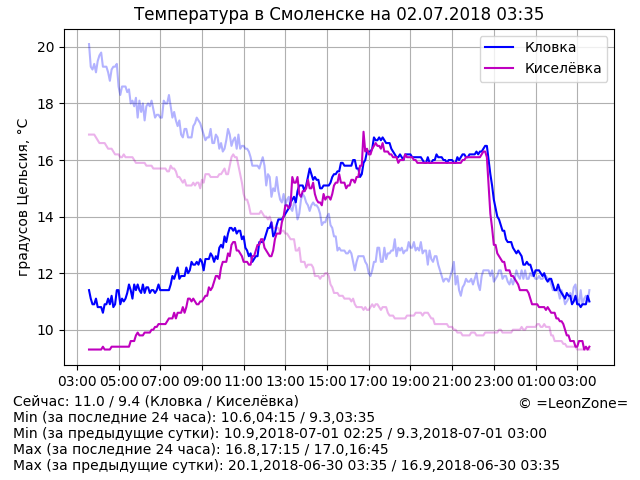 Температура в Смоленске на 02.07.2018 03:35
Кловка
Киселёвка
градусов Цельсия, °C
20
18
16
14
12
10
03:00 05:00 07:00 09:00 11:00 13:00 15:00 17:00 19:00 21:00 23:00 01:00 03:00
Сейчас: 11.0 / 9.4 (Кловка / Киселёвка)
© =LeonZone=
Min (за последние 24 часа): 10.6,04:15 / 9.3,03:35
Min (за предыдущие сутки): 10.9,2018-07-01 02:25 / 9.3,2018-07-01 03:00
Max (за последние 24 часа): 16.8,17:15 / 17.0,16:45
Max (за предыдущие сутки): 20.1,2018-06-30 03:35 / 16.9,2018-06-30 03:35